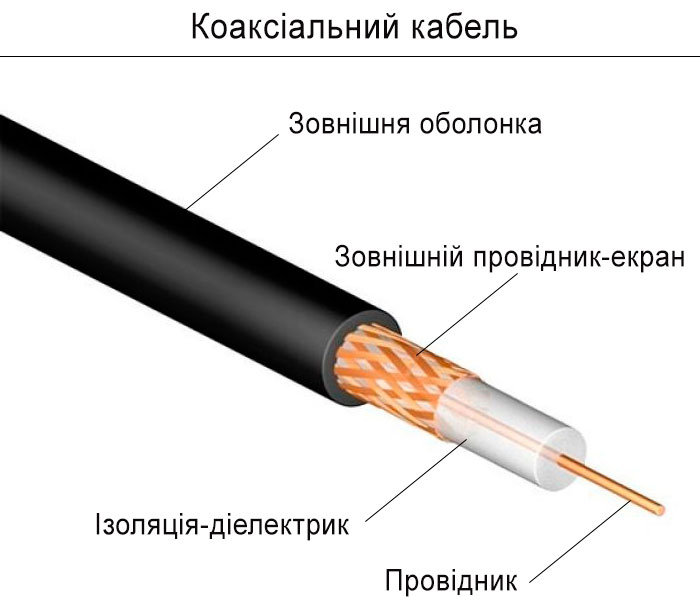 Коаксіальний кабель
Зовнішня оболонка
Зовнішній провідник-екран
Ізоляція-діелектрик
Провідник